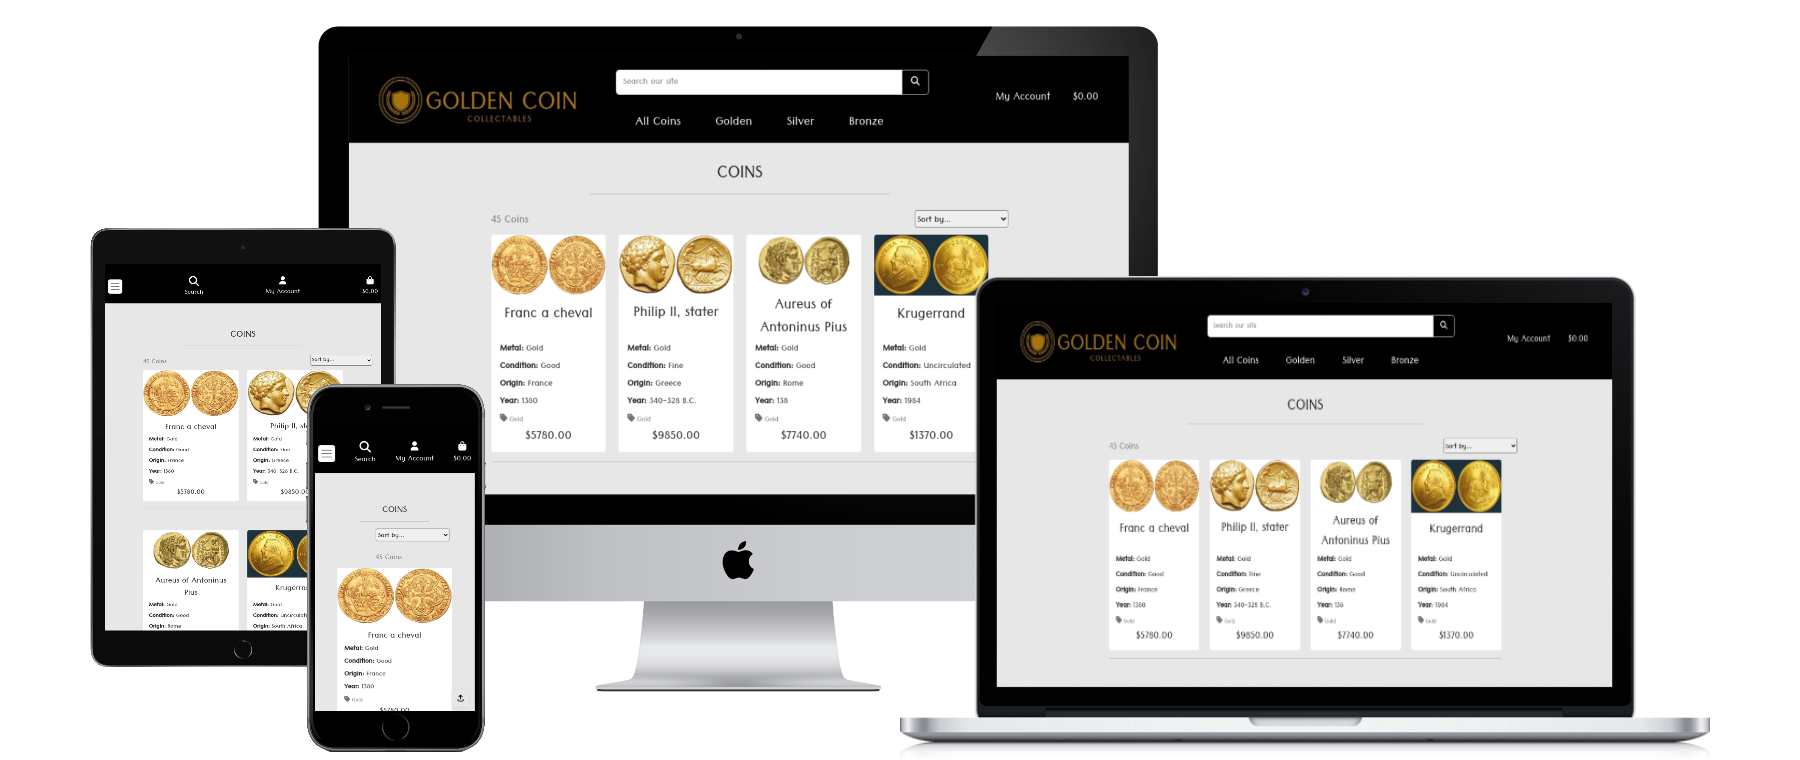 GOLDEN COIN
COLLECTABLES
Search our site
My Account $0.00
All Coins Golden Silver Bronze
COINS
45 Coins
Sort by...
Franc a cheval
Metal: Gold
Condition: Good
Origin: France
Year: 1380
Gold
$5780.00
Philip II, stater
Metal: Gold
Condition: Fine
Origin: Greece
Year: 340-328 B.C.
Gold
$9850.00
Aureus of
Antoninus Pius
Metal: Gold
Condition: Good
Origin: Rome
Year: 138
Gold
$7740.00
Krugerrand
Metal: Gold
Condition: Uncirculated
Origin: South Africa
Year: 1984
Gold
$1370.00
Search
My Account
$0.00
COINS
45 Coins
Sort by...
Franc a cheval
Metal: Gold
Condition: Good
Origin: France
Year: 1380
Gold
$5780.00
Philip II, st
Metal: Gold
Condition: Fine
Origin: Greece
Year: 340-328 B.C.
Gold
$9850.0
Aureus of Antoninus
Pius
Metal: Gold
Condition: Good
Origin: Rome
Krugerra
Metal: Gold
Condition: Uncirculate
Origin: South Africa
Search
My Account
$0.00
COINS
Sort by...
45 Coins
Franc a cheval
Metal: Gold
Condition: Good
Origin: France
Year: 1380
Gold
$5780.00
GOLDEN COIN
COLLECTABLES
Search our site
My Account $0.00
All Coins Golden Silver Bronze
COINS
45 Coins
Sort by...
Franc a cheval
Metal: Gold
Condition: Good
Origin: France
Year: 1380
Gold
$5780.00
Philip II, stater
Metal: Gold
Condition: Fine
Origin: Greece
Year: 340-328 B.C.
Gold
$9850.00
Aureus of
Antoninus Pius
Metal: Gold
Condition: Good
Origin: Rome
Year: 138
Gold
$7740.00
Krugerrand
Metal: Gold
Condition: Uncirculated
Origin: South Africa
Year: 1984
Gold
$1370.00